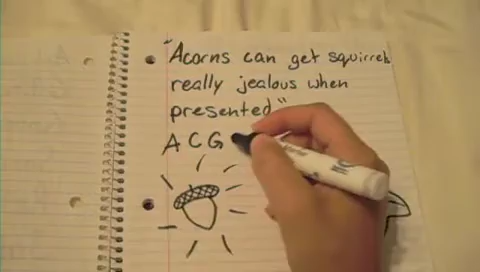 "Acorns can get squirrels
really jealous when
presented"
A C G